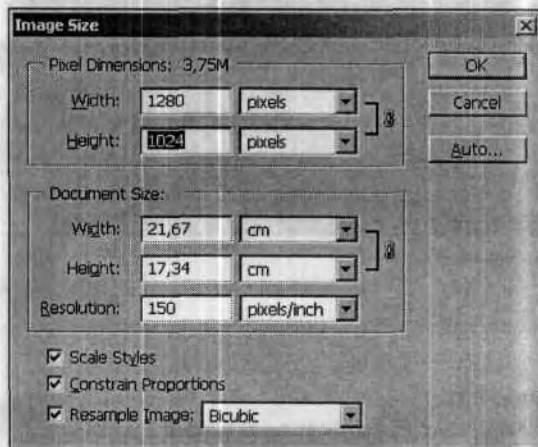 Image Size
Pixel Dimensions: 3,75M
OK
Width: 1280 pixels
Cancel
Height: 1024 pixels
Auto...
Document Size:
Width: 21,67 cm
Height: 17,34 cm
Resolution: 150 pixels/inch
Scale Styles
Constrain Proportions
Resample Image: Bicubic